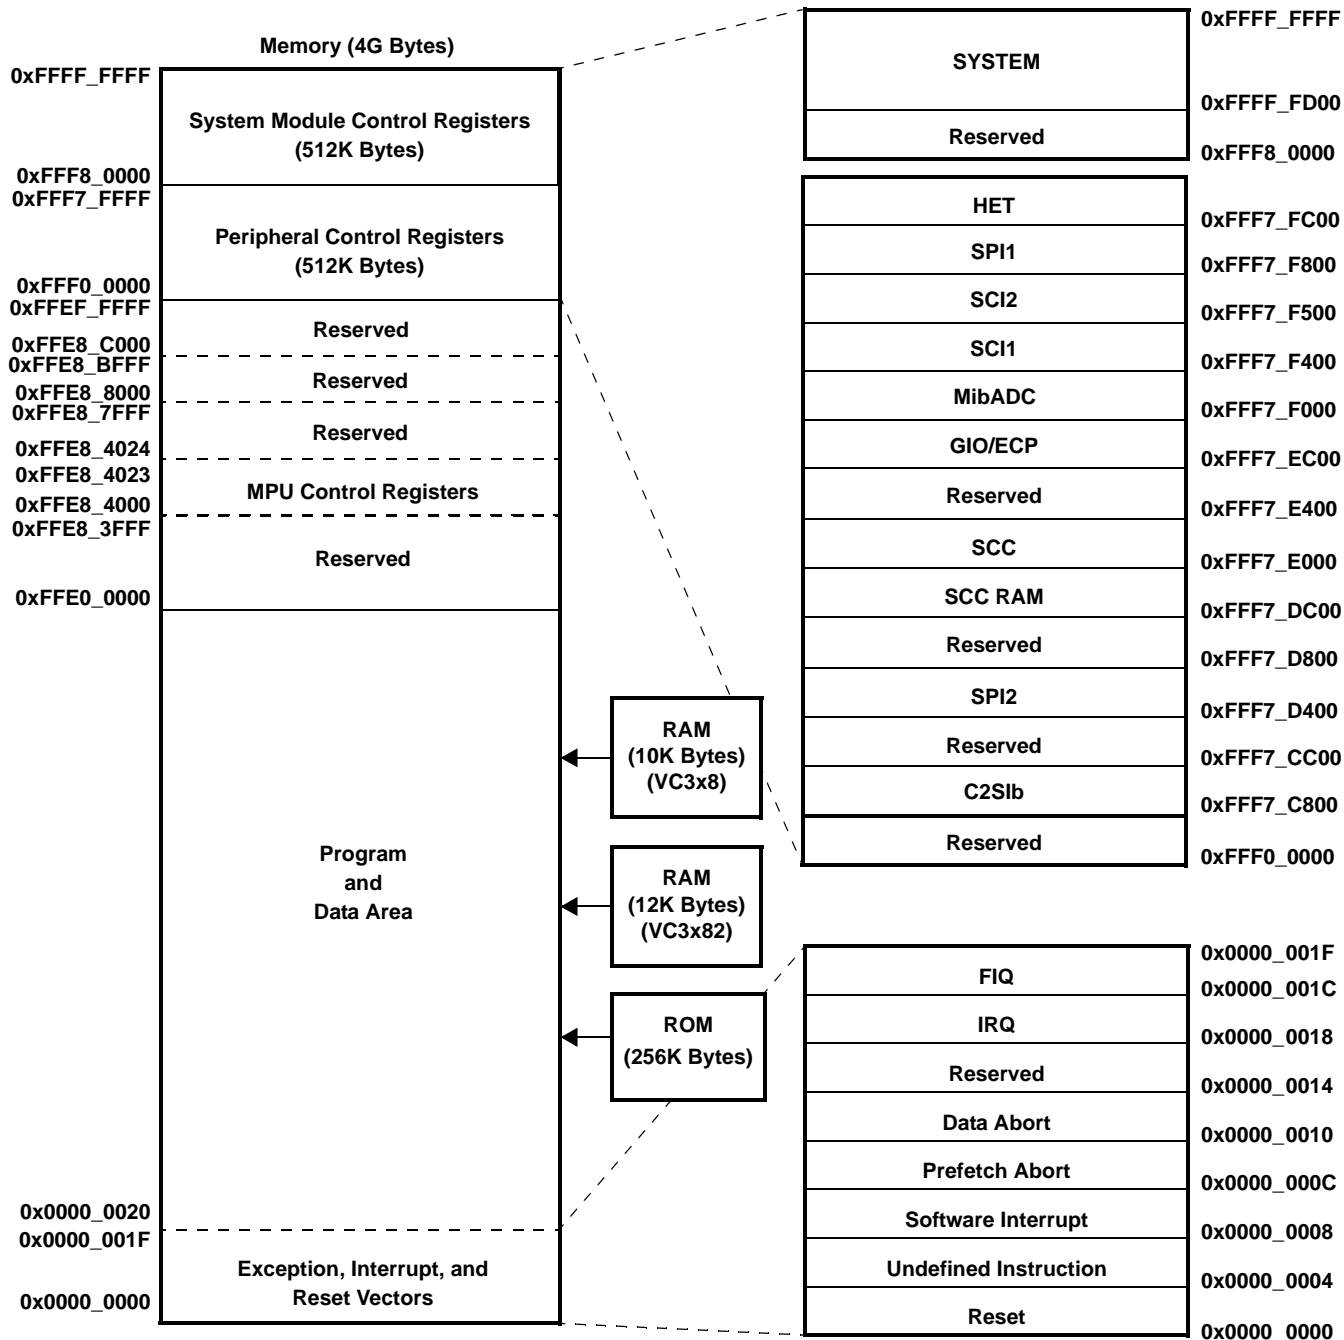 Memory (4G Bytes)
0xFFFF_FFFF
System Module Control Registers
(512K Bytes)
0xFFF8_0000
0xFFF7_FFFF
Peripheral Control Registers
(512K Bytes)
0xFFF0_0000
0xFFEF_FFFF
Reserved
0xFFE8_C000
0xFFE8_BFFF
Reserved
0xFFE8_8000
0xFFE8_7FFF
Reserved
0xFFE8_4024
0xFFE8_4023
MPU Control Registers
0xFFE8_4000
0xFFE8_3FFF
Reserved
0xFFE0_0000
Program
and
Data Area
0x0000_0020
0x0000_001F
Exception, Interrupt, and
Reset Vectors
0x0000_0000
RAM
(10K Bytes)
(VC3x8)
RAM
(12K Bytes)
(VC3x82)
ROM
(256K Bytes)
0xFFFF_FFFF
SYSTEM
0xFFFF_FD00
Reserved
0xFFF8_0000
HET
0xFFF7_FC00
SPI1
0xFFF7_F800
SCI2
0xFFF7_F500
SCI1
0xFFF7_F400
MibADC
0xFFF7_F000
GIO/ECP
0xFFF7_EC00
Reserved
0xFFF7_E400
SCC
0xFFF7_E000
SCC RAM
0xFFF7_DC00
Reserved
0xFFF7_D800
SPI2
0xFFF7_D400
Reserved
0xFFF7_CC00
C2SIb
0xFFF7_C800
Reserved
0xFFF0_0000
0x0000_001F
FIQ
0x0000_001C
IRQ
0x0000_0018
Reserved
0x0000_0014
Data Abort
0x0000_0010
Prefetch Abort
0x0000_000C
Software Interrupt
0x0000_0008
Undefined Instruction
0x0000_0004
Reset
0x0000_0000